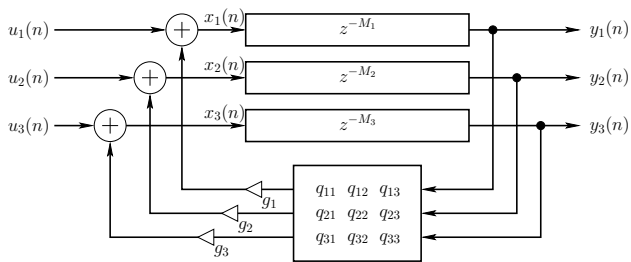 u₁(n) + x₁(n) z^{-M₁} y₁(n)
u₂(n) + x₂(n) z^{-M₂} y₂(n)
u₃(n) + x₃(n) z^{-M₃} y₃(n)
g₁ q₁₁ q₁₂ q₁₃
g₂ q₂₁ q₂₂ q₂₃
g₃ q₃₁ q₃₂ q₃₃